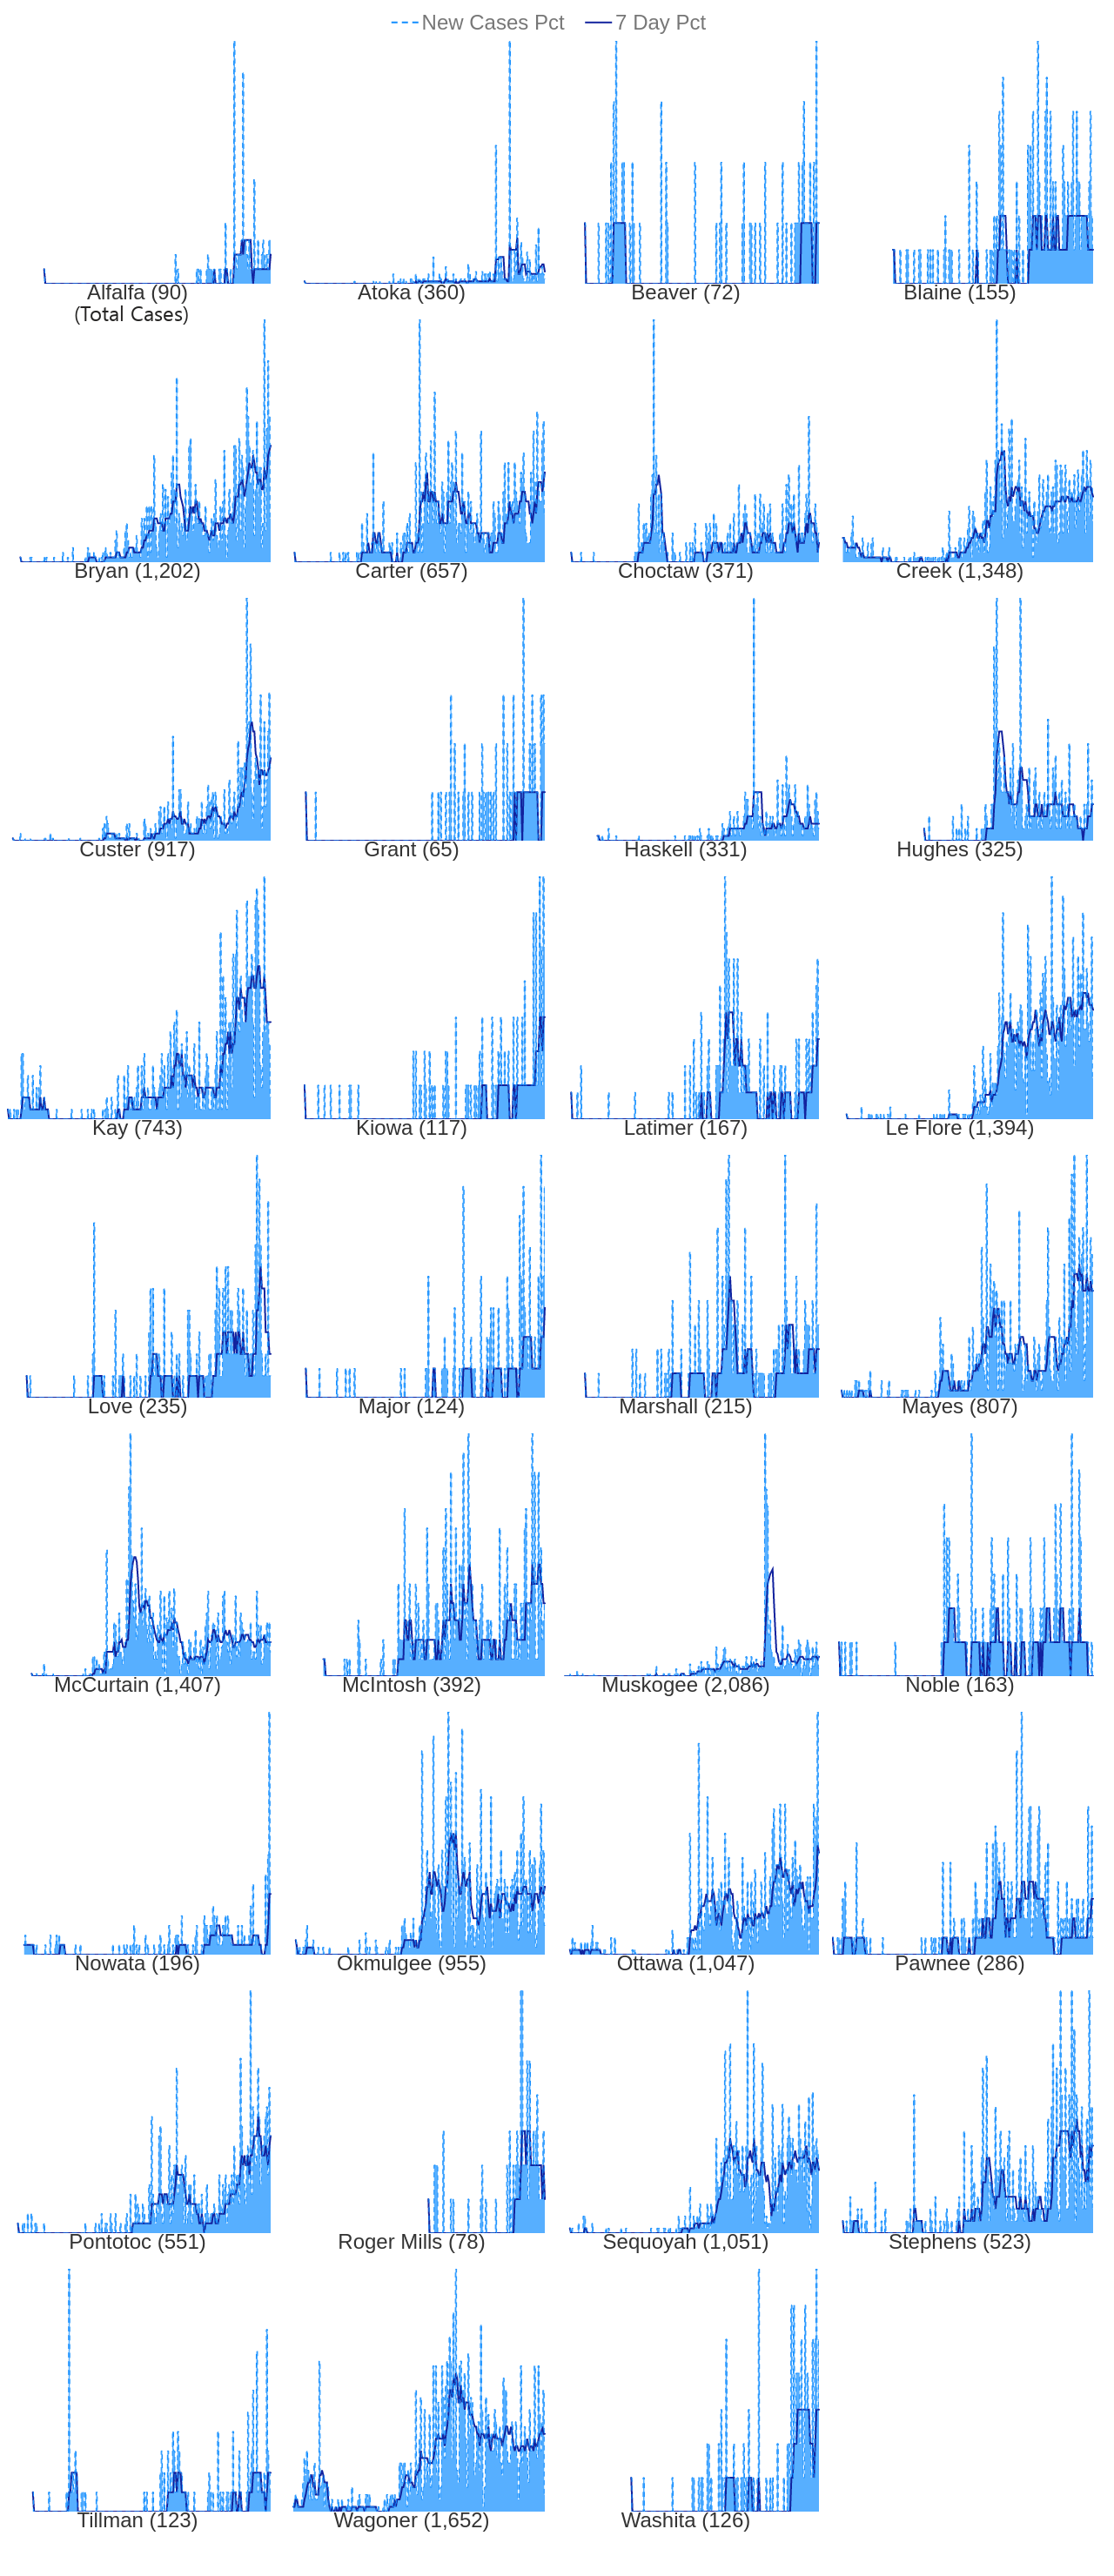 New Cases Pct 7 Day Pct
Alfalfa (90) Atoka (360) Beaver (72) Blaine (155)
(Total Cases)
Bryan (1,202) Carter (657) Choctaw (371) Creek (1,348)
Custer (917) Grant (65) Haskell (331) Hughes (325)
Kay (743) Kiowa (117) Latimer (167) Le Flore (1,394)
Love (235) Major (124) Marshall (215) Mayes (807)
McCurtain (1,407) McIntosh (392) Muskogee (2,086) Noble (163)
Nowata (196) Okmulgee (955) Ottawa (1,047) Pawnee (286)
Pontotoc (551) Roger Mills (78) Sequoyah (1,051) Stephens (523)
Tillman (123) Wagoner (1,652) Washita (126)